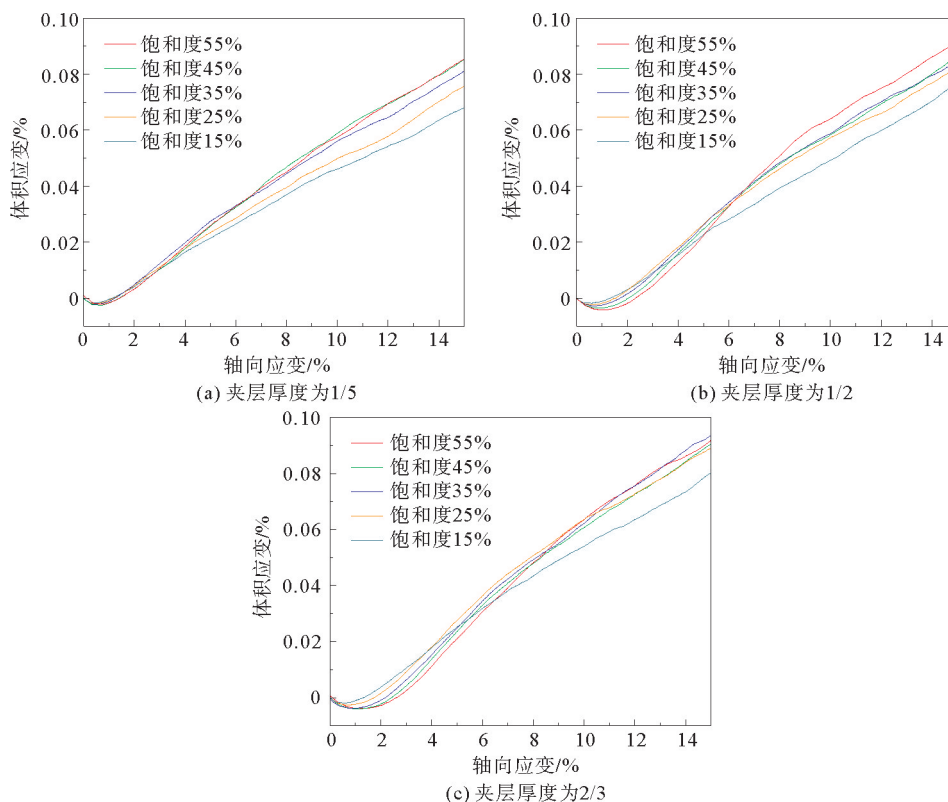 0.10
0.08
0.06
0.04
0.02
0
体积应变/%
饱和度55%
饱和度45%
饱和度35%
饱和度25%
饱和度15%
0 2 4 6 8 10 12 14
轴向应变/%
(a) 夹层厚度为1/5
0.10
0.08
0.06
0.04
0.02
0
体积应变/%
饱和度55%
饱和度45%
饱和度35%
饱和度25%
饱和度15%
0 2 4 6 8 10 12 14
轴向应变/%
(b) 夹层厚度为1/2
0.10
0.08
0.06
0.04
0.02
0
体积应变/%
饱和度55%
饱和度45%
饱和度35%
饱和度25%
饱和度15%
0 2 4 6 8 10 12 14
轴向应变/%
(c) 夹层厚度为2/3